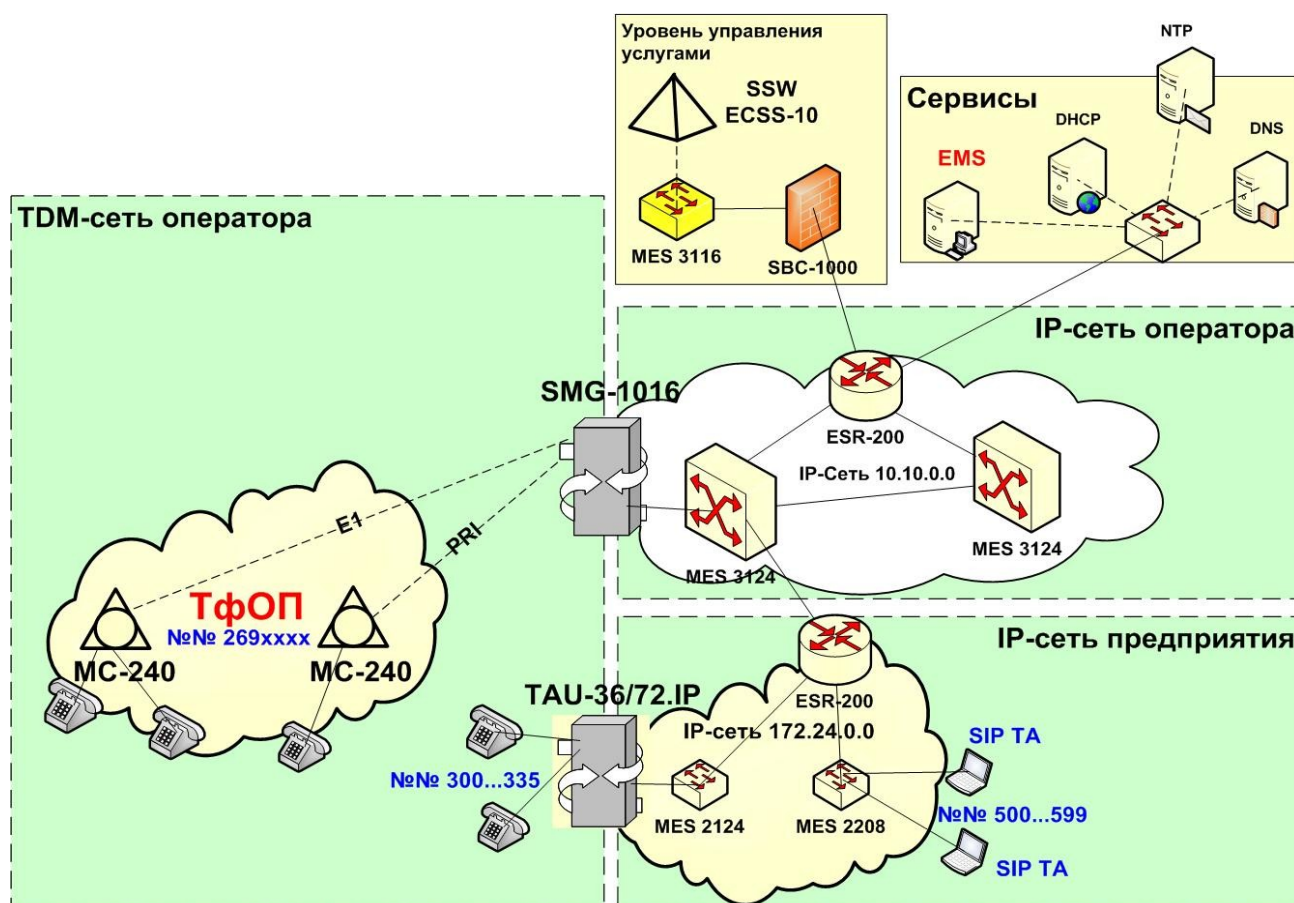 Уровень управления
услугами
SSW
ECSS-10
MES 3116
SBC-1000
NTP
Сервисы
DHCP
DNS
EMS
TDM-сеть оператора
IP-сеть оператора
SMG-1016
ESR-200
IP-Сеть 10.10.0.0
MES 3124
MES 3124
E1
PRI
ТфОП
№№ 269xxxx
МС-240
МС-240
IP-сеть предприятия
ESR-200
TAU-36/72.IP
IP-сеть 172.24.0.0
SIP TA
№№ 300...335
№№ 500...599
MES 2124
MES 2208
SIP TA